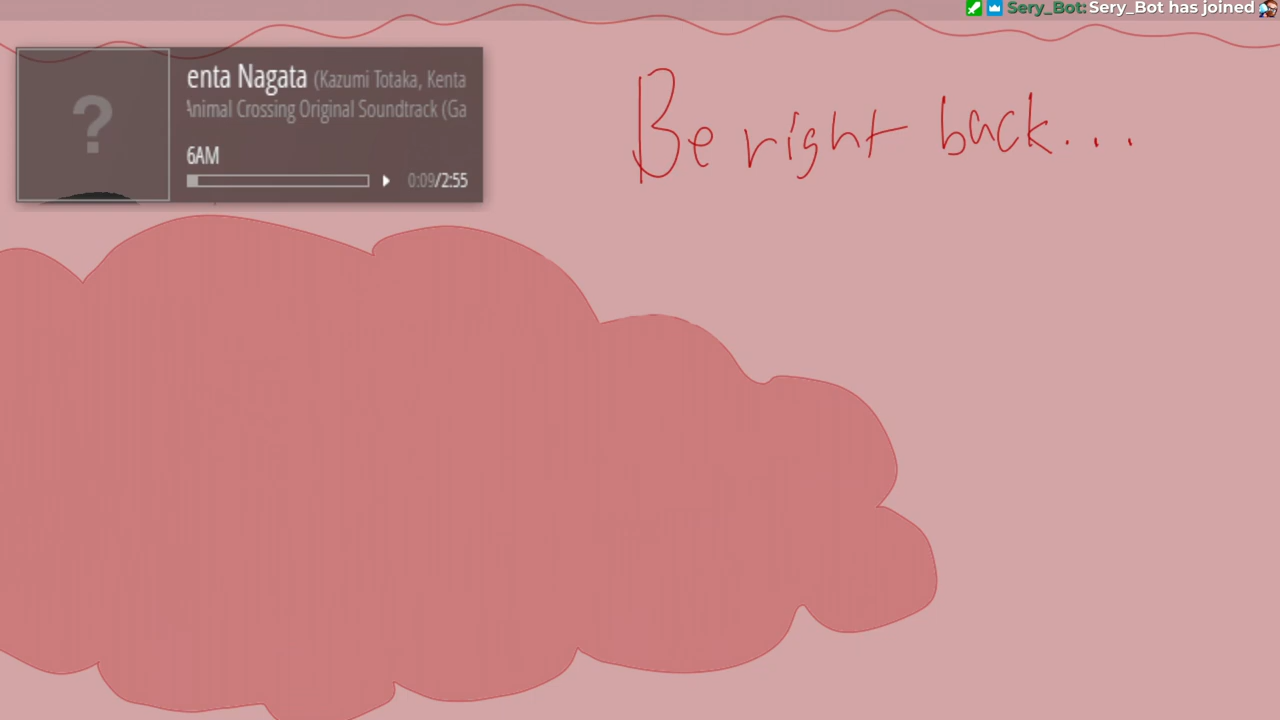 Sery_Bot: Sery_Bot has joined
enta Nagata (Kazumi Totaka, Kenta
Animal Crossing Original Soundtrack (Ga
6AM
0:09/2:55
Be right back...
?